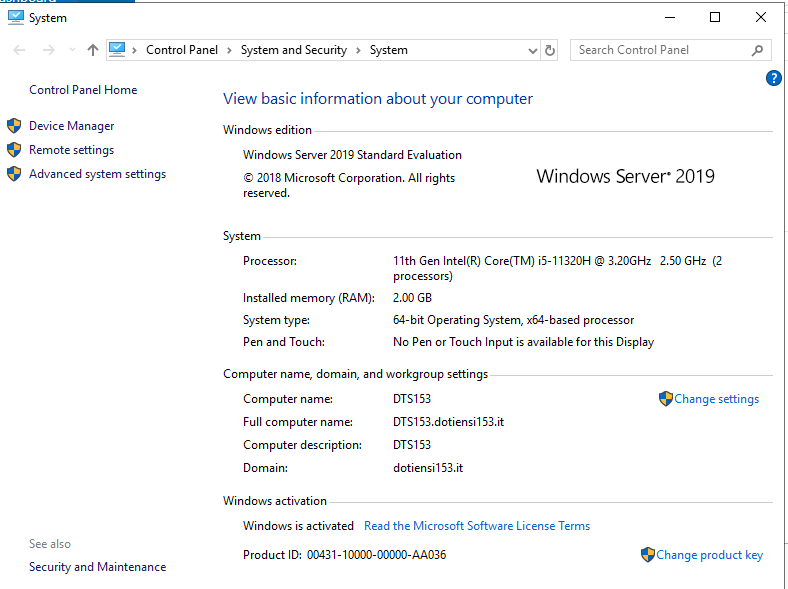 System
Control Panel > System and Security > System
Search Control Panel
Control Panel Home
Device Manager
Remote settings
Advanced system settings
See also
Security and Maintenance
?
View basic information about your computer
Windows edition
Windows Server 2019 Standard Evaluation
© 2018 Microsoft Corporation. All rights
reserved.
Windows Server® 2019
System
Processor: 11th Gen Intel(R) Core(TM) i5-11320H @ 3.20GHz 2.50 GHz (2
processors)
Installed memory (RAM): 2.00 GB
System type: 64-bit Operating System, x64-based processor
Pen and Touch: No Pen or Touch Input is available for this Display
Computer name, domain, and workgroup settings
Computer name: DTS153
Change settings
Full computer name: DTS153.dotiensi153.it
Computer description: DTS153
Domain: dotiensi153.it
Windows activation
Windows is activated Read the Microsoft Software License Terms
Product ID: 00431-10000-00000-AA036
Change product key